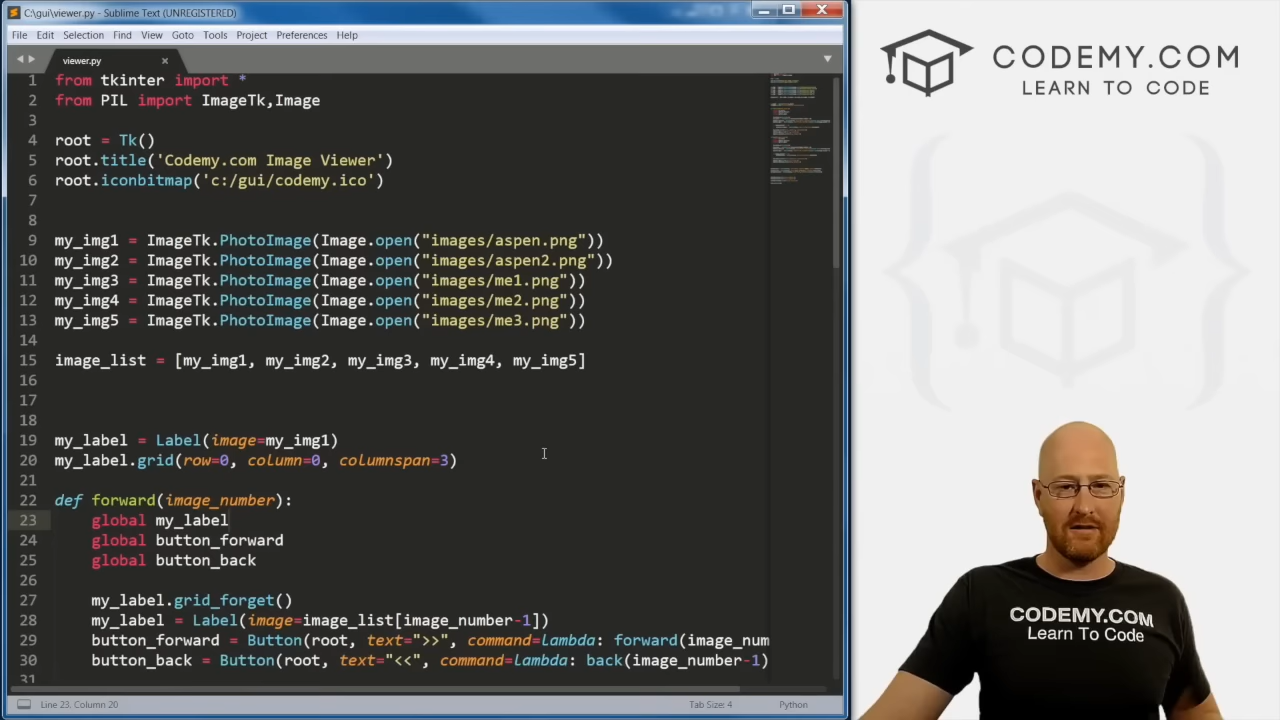 C:\gui\viewer.py - Sublime Text (UNREGISTERED)
File Edit Selection Find View Goto Tools Project Preferences Help
viewer.py
1 from tkinter import *
2 from PIL import ImageTk,Image
3
4 root = Tk()
5 root.title('Codemy.com Image Viewer')
6 root.iconbitmap('c:/gui/codemy.ico')
7
8
9 my_img1 = ImageTk.PhotoImage(Image.open("images/aspen.png"))
10 my_img2 = ImageTk.PhotoImage(Image.open("images/aspen2.png"))
11 my_img3 = ImageTk.PhotoImage(Image.open("images/me1.png"))
12 my_img4 = ImageTk.PhotoImage(Image.open("images/me2.png"))
13 my_img5 = ImageTk.PhotoImage(Image.open("images/me3.png"))
14
15 image_list = [my_img1, my_img2, my_img3, my_img4, my_img5]
16
17
18
19 my_label = Label(image=my_img1)
20 my_label.grid(row=0, column=0, columnspan=3)
21
22 def forward(image_number):
23 global my_label
24 global button_forward
25 global button_back
26
27 my_label.grid_forget()
28 my_label = Label(image=image_list[image_number-1])
29 button_forward = Button(root, text=">>", command=lambda: forward(image_num
30 button_back = Button(root, text="<<", command=lambda: back(image_number-1)
31
Line 23, Column 20
Tab Size: 4
Python
CODEMY.COM
LEARN TO CODE
CODEMY.COM
Learn To Code